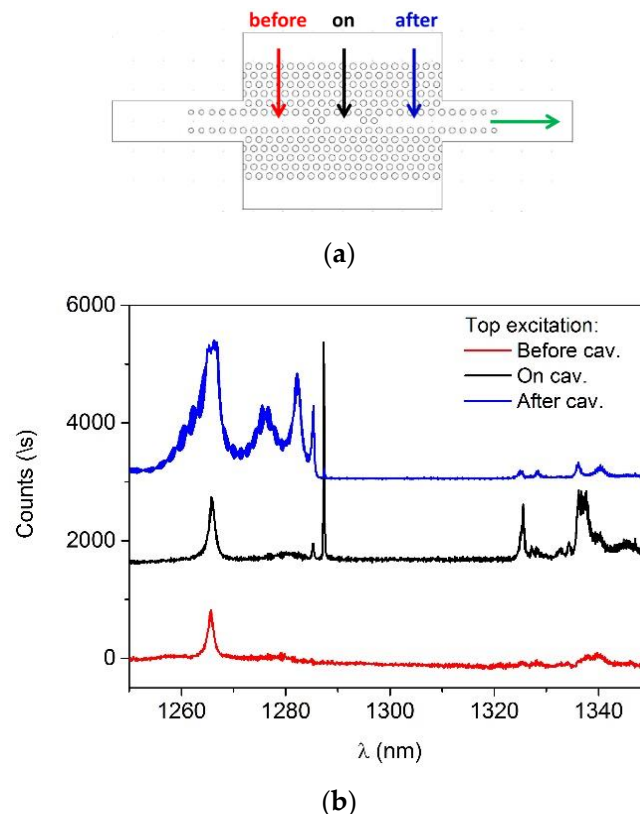 before on after
(a)
6000
4000
2000
0
Counts (\s)
Top excitation:
Before cav.
On cav.
After cav.
1260 1280 1300 1320 1340
λ (nm)
(b)